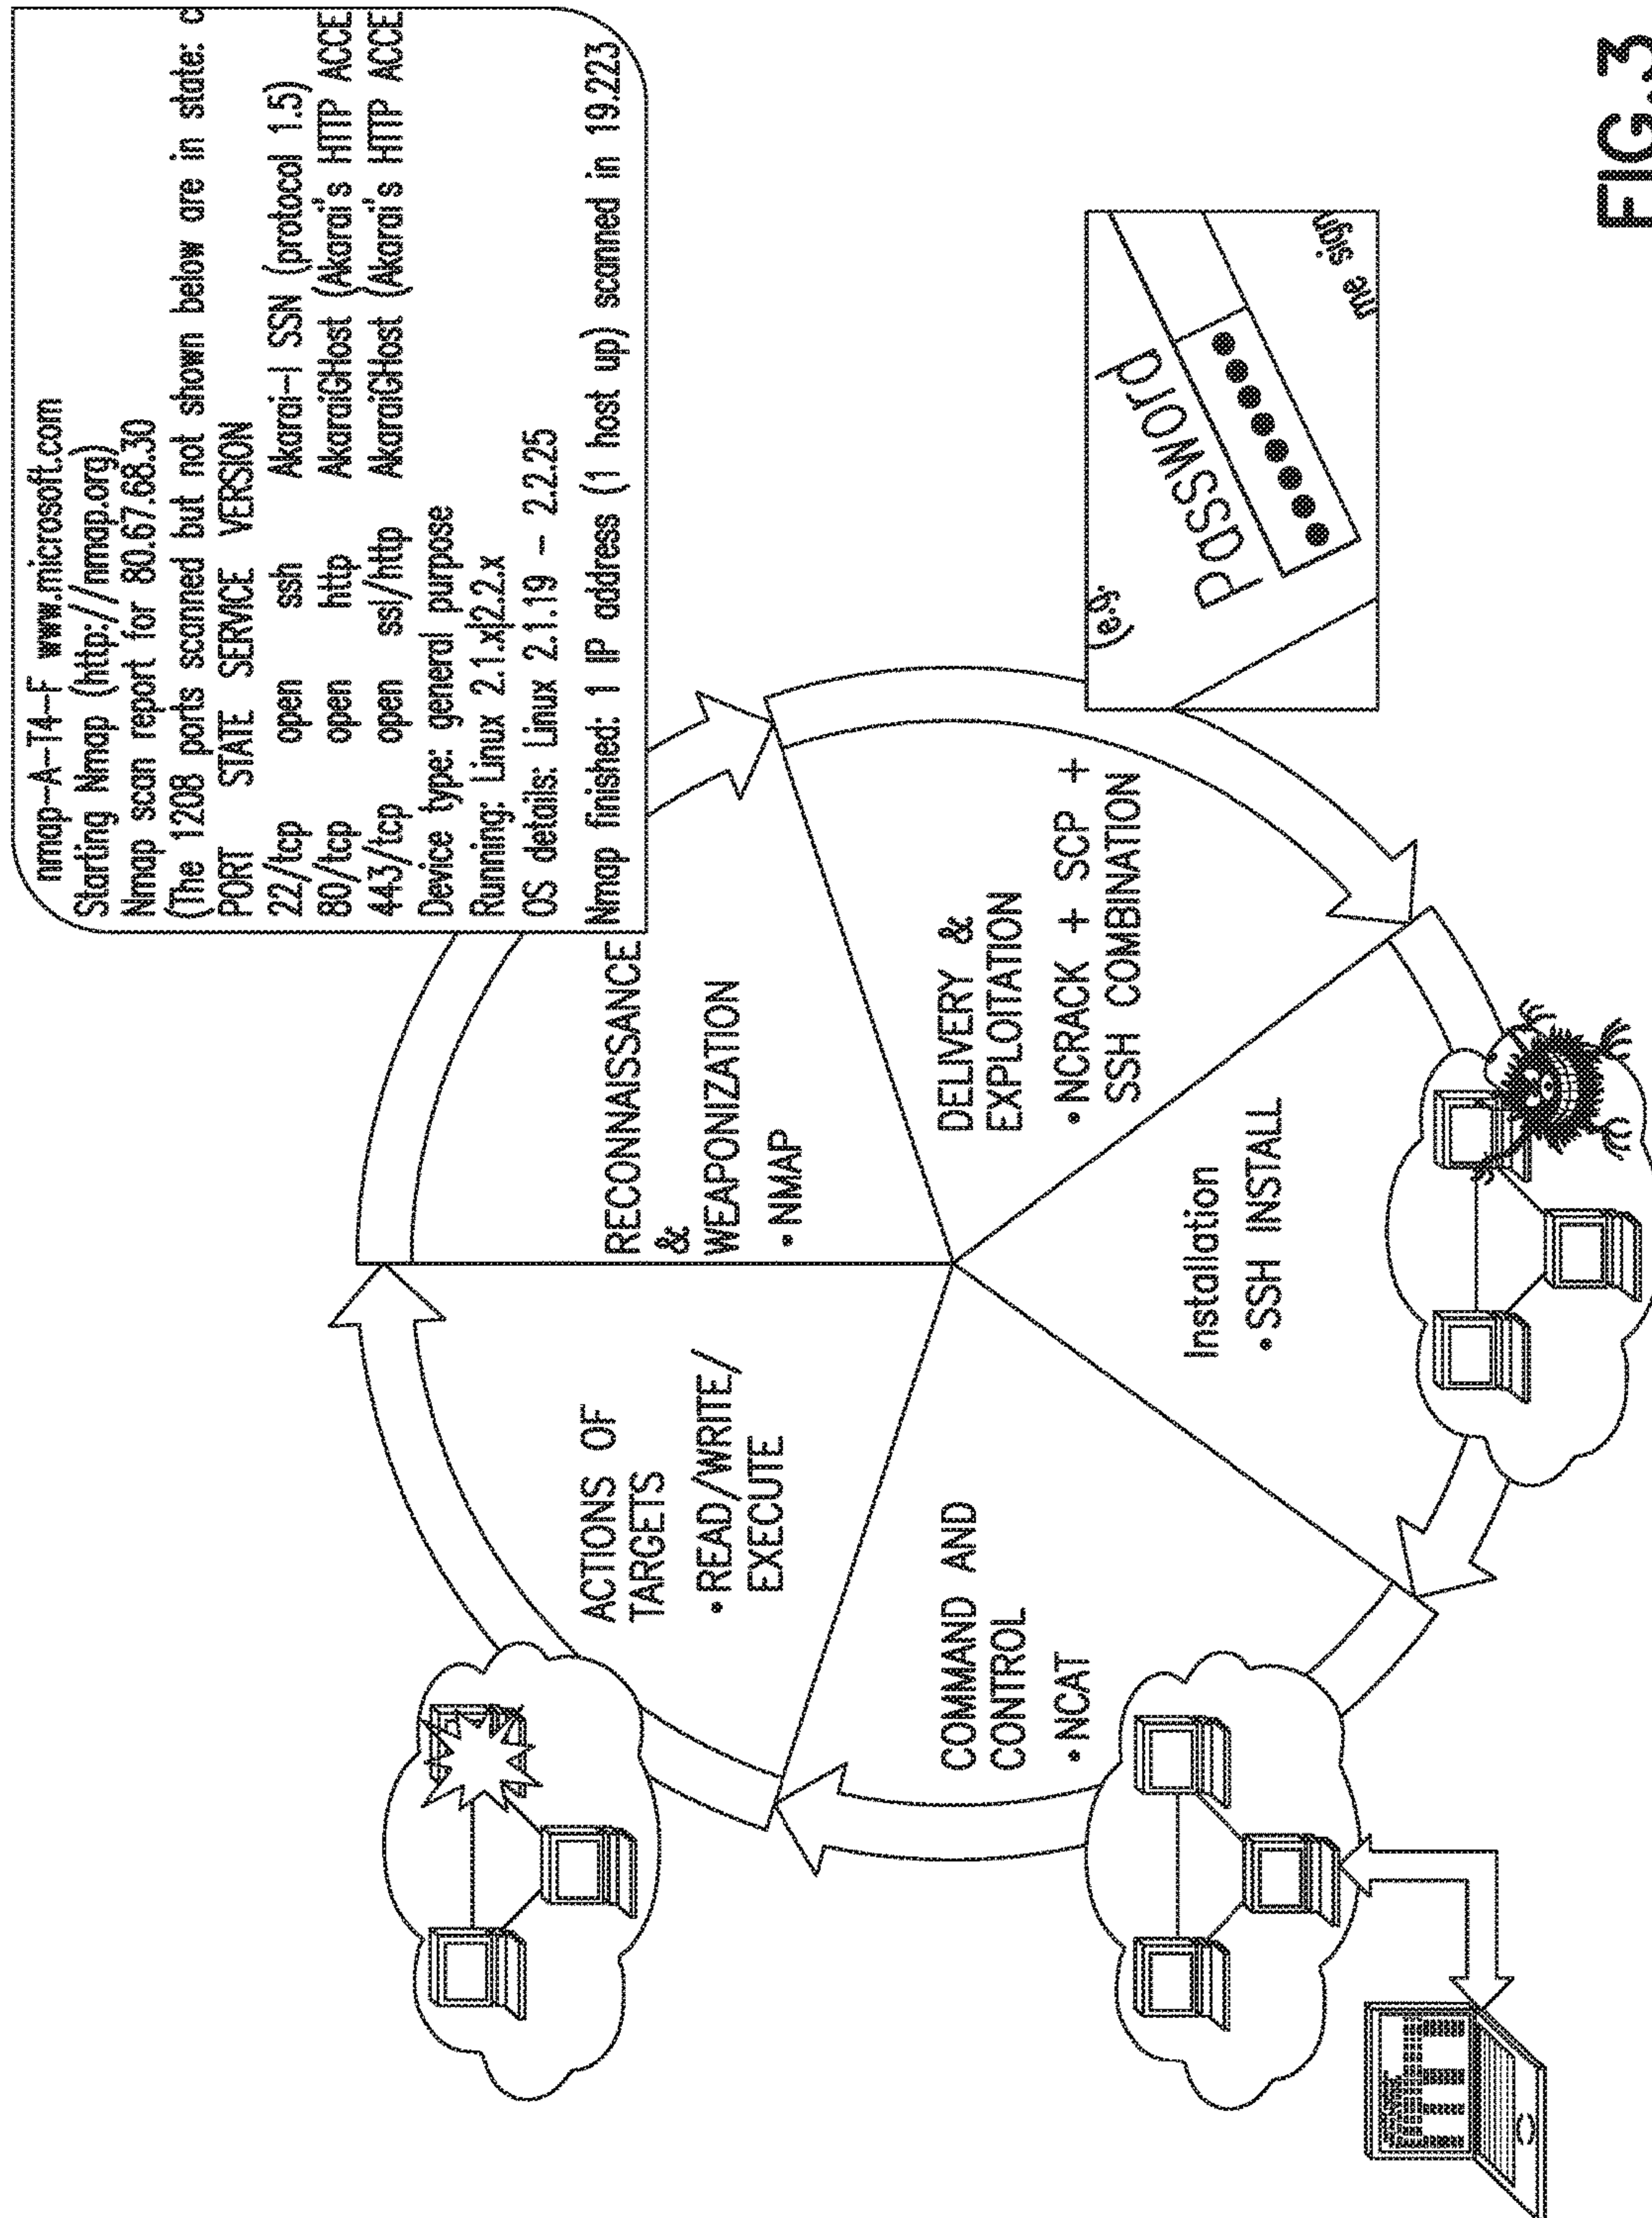 nmap-A-T4-F www.microsoft.com
Starting Nmap (http://nmap.org)
Nmap scan report for 80.67.68.30
(The 1208 ports scanned but not shown below are in state: c
PORT STATE SERVICE VERSION
22/tcp open ssh Akarai-I SSN (protocol 1.5)
80/tcp open http AkaraiGHost (Akarai's HTTP ACCE
443/tcp open ssl/http AkaraiGHost (Akarai's HTTP ACCE
Device type: general purpose
Running: Linux 2.1.x|2.2.x
OS details: Linux 2.1.19 - 2.2.25
Nmap finished: 1 IP address (1 host up) scanned in 19.223
RECONNAISSANCE
&
WEAPONIZATION
• NMAP
DELIVERY &
EXPLOITATION
• NCRACK + SCP +
SSH COMBINATION
(e.g.
Password
me sign
Installation
• SSH INSTALL
COMMAND AND
CONTROL
• NCAT
ACTIONS OF
TARGETS
• READ/WRITE/
EXECUTE
FIG.3